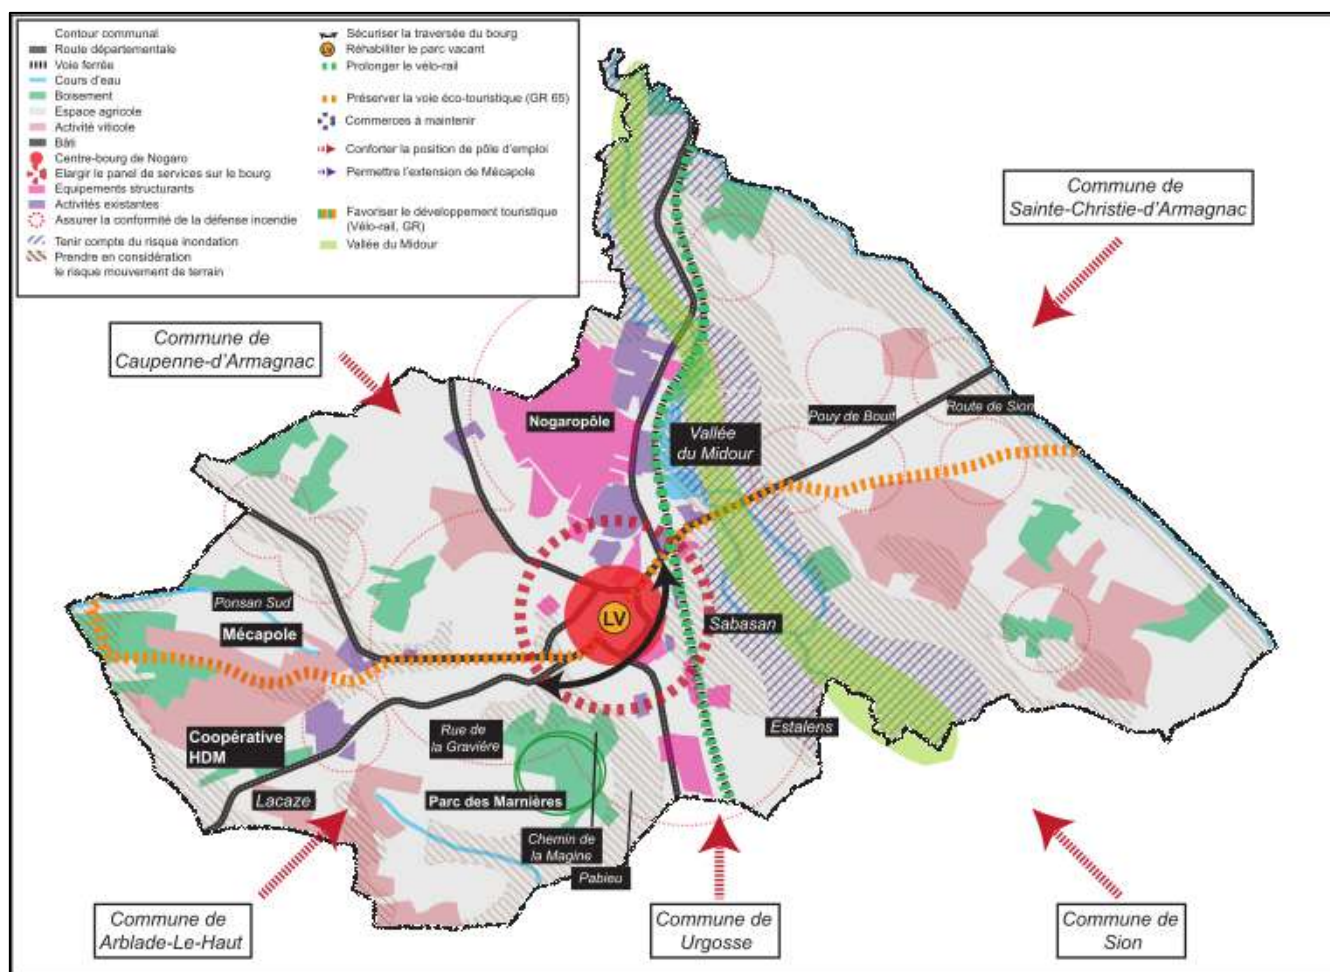 Contour communal
Route départementale
Voie ferrée
Cours d'eau
Boisement
Espace agricole
Activité viticole
Bâti
Centre-bourg de Nogaro
Elargir le panel de services sur le bourg
Equipements structurants
Activités existantes
Assurer la conformité de la défense incendie
Tenir compte du risque inondation
Prendre en considération
le risque mouvement de terrain
Sécuriser la traversée du bourg
LV
Réhabiliter le parc vacant
Prolonger le vélo-rail
Préserver la voie éco-touristique (GR 65)
Commerces à maintenir
Conforter la position de pôle d'emploi
Permettre l'extension de Mécapole
Favoriser le développement touristique
(Vélo-rail, GR)
Vallée du Midour
Commune de
Sainte-Christie-d'Armagnac
Commune de
Caupenne-d'Armagnac
Nogaropôle
Vallée
du Midour
Pouy de Bouit
Route de Sion
Ponsan Sud
Mécapole
LV
Sabasan
Coopérative
HDM
Rue de
la Gravière
Estalens
Lacaze
Parc des Marnières
Chemin de
la Magine
Pabieu
Commune de
Arblade-Le-Haut
Commune de
Urgosse
Commune de
Sion